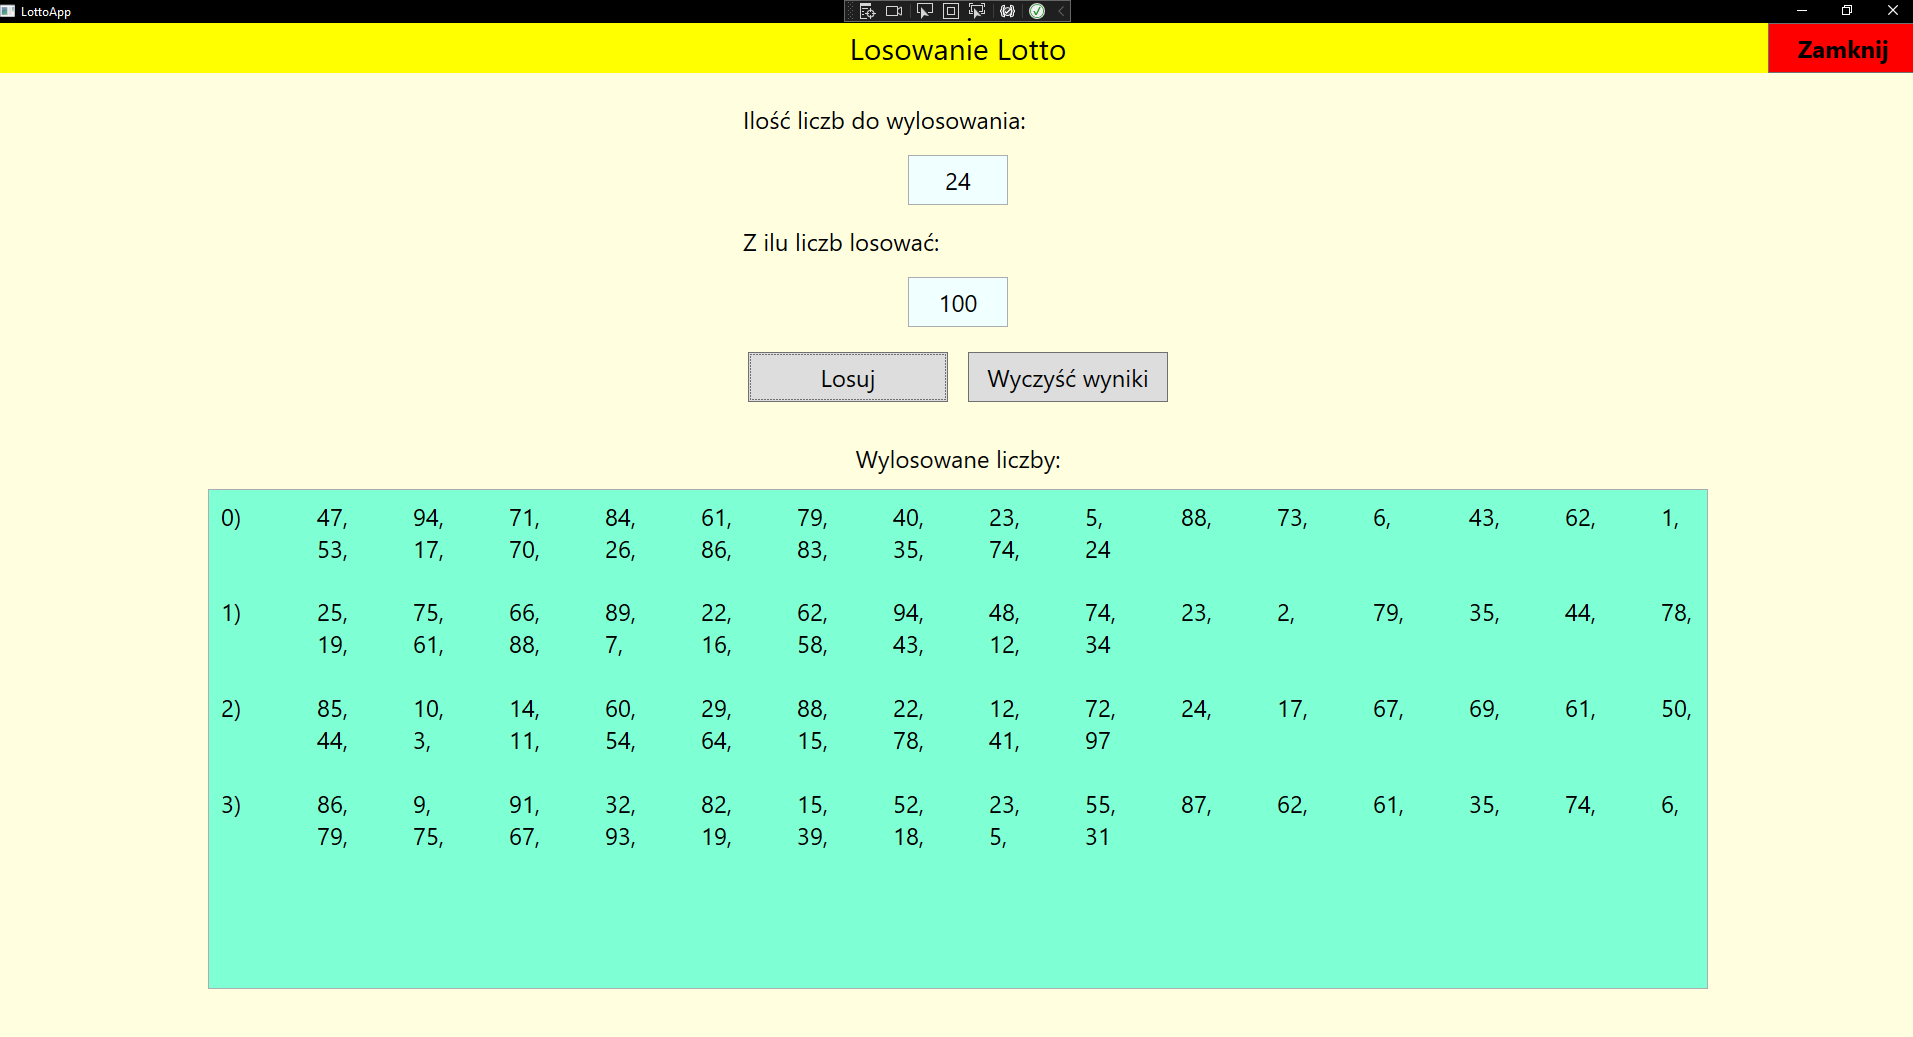 LottoApp
Losowanie Lotto
Zamknij
Ilość liczb do wylosowania:
24
Z ilu liczb losować:
100
Losuj Wyczyść wyniki
Wylosowane liczby:
0) 47, 94, 71, 84, 61, 79, 40, 23, 5, 88, 73, 6, 43, 62, 1,
53, 17, 70, 26, 86, 83, 35, 74, 24
1) 25, 75, 66, 89, 22, 62, 94, 48, 74, 23, 2, 79, 35, 44, 78,
19, 61, 88, 7, 16, 58, 43, 12, 34
2) 85, 10, 14, 60, 29, 88, 22, 12, 72, 24, 17, 67, 69, 61, 50,
44, 3, 11, 54, 64, 15, 78, 41, 97
3) 86, 9, 91, 32, 82, 15, 52, 23, 55, 87, 62, 61, 35, 74, 6,
79, 75, 67, 93, 19, 39, 18, 5, 31